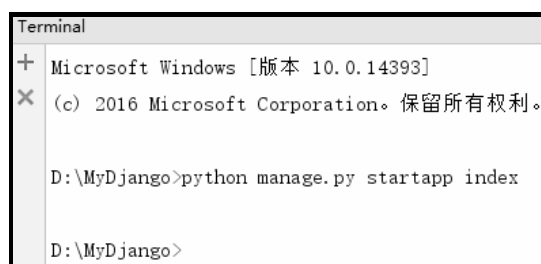 Terminal
Microsoft Windows [版本 10.0.14393]
(c) 2016 Microsoft Corporation。保留所有权利。
D:\MyDjango>python manage.py startapp index
D:\MyDjango>